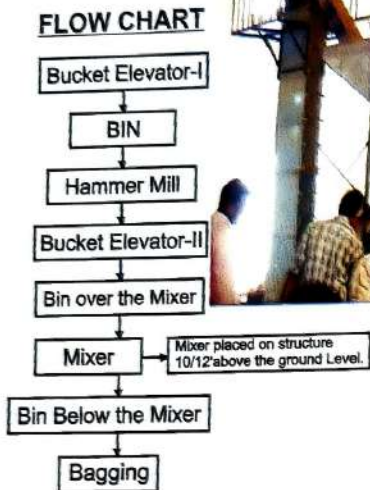 FLOW CHART
Bucket Elevator-I
BIN
Hammer Mill
Bucket Elevator-II
Bin over the Mixer
Mixer
Mixer placed on structure
10/12'above the ground Level.
Bin Below the Mixer
Bagging